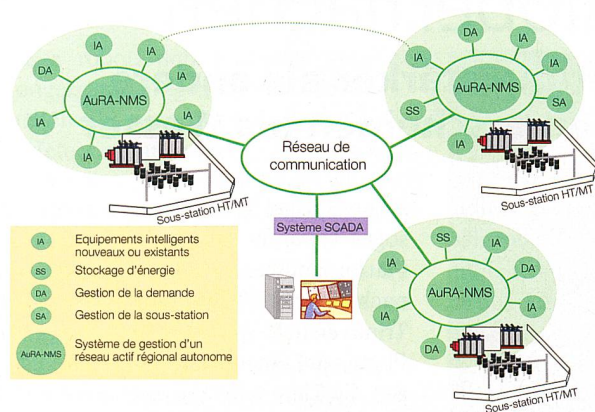 IA
IA
DA
IA
IA
IA
IA
IA
AuRA-NMS
Sous-station HT/MT
IA
DA
IA
IA
IA
SS
SA
IA
AuRA-NMS
Sous-station HT/MT
Réseau de
communication
Système SCADA
SS
IA
IA
DA
IA
IA
DA
AuRA-NMS
Sous-station HT/MT
IA Equipements intelligents
nouveaux ou existants
SS Stockage d'énergie
DA Gestion de la demande
SA Gestion de la sous-station
AuRA-NMS Système de gestion d'un
réseau actif régional autonome